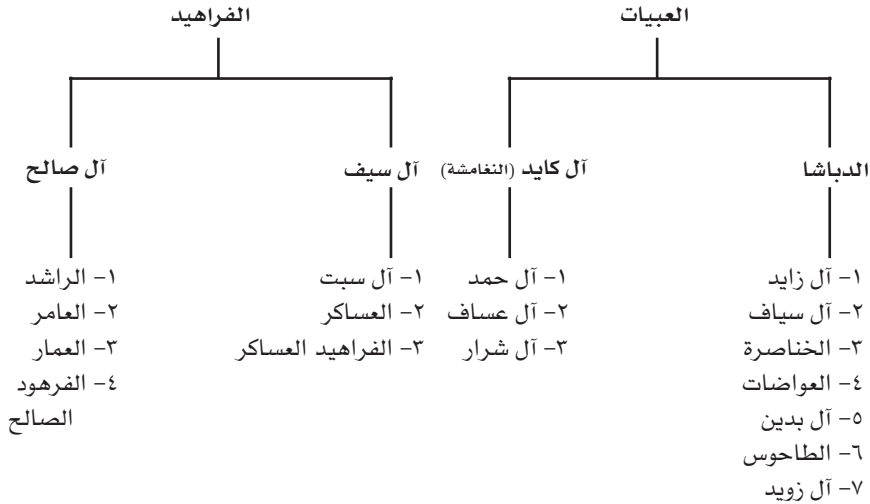 العبيات
الدباشا
١- آل زايد
٢- آل سياف
٣- الخناصرة
٤- العواضات
٥- آل بدين
٦- الطاحوس
٧- آل زويد
آل كايد (النغامشة)
١- آل حمد
٢- آل عساف
٣- آل شرار
الفراهيد
آل سيف
١- آل سبت
٢- العساكر
٣- الفراهيد العساكر
آل صالح
١- الراشد
٢- العامر
٣- العمار
٤- الفرهود
الصالح